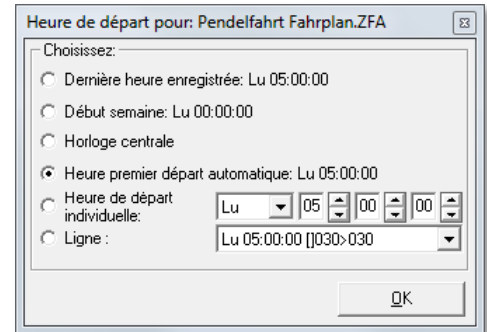 Heure de départ pour: Pendelfahrt Fahrplan.ZFA
Choisissez:
Dernière heure enregistrée: Lu 05:00:00
Début semaine: Lu 00:00:00
Horloge centrale
Heure premier départ automatique: Lu 05:00:00
Heure de départ
individuelle:
Lu 05 00 00
Ligne : Lu 05:00:00 []030>030
OK